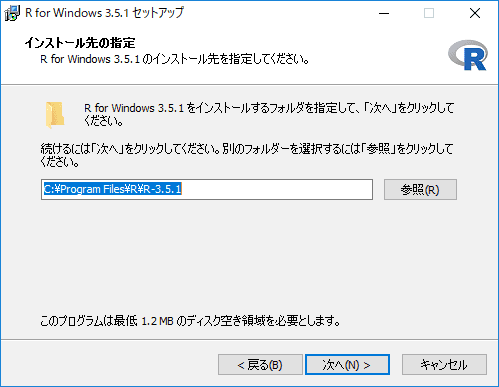 R for Windows 3.5.1 セットアップ
インストール先の指定
R for Windows 3.5.1 のインストール先を指定してください。
R
R for Windows 3.5.1 をインストールするフォルダを指定して、「次へ」をクリックして
ください。
続けるには「次へ」をクリックしてください。別のフォルダーを選択するには「参照」をクリックして
ください。
C:¥Program Files¥R¥R-3.5.1
参照(R)
このプログラムは最低 1.2 MB のディスク空き領域を必要とします。
< 戻る(B)
次へ(N) >
キャンセル